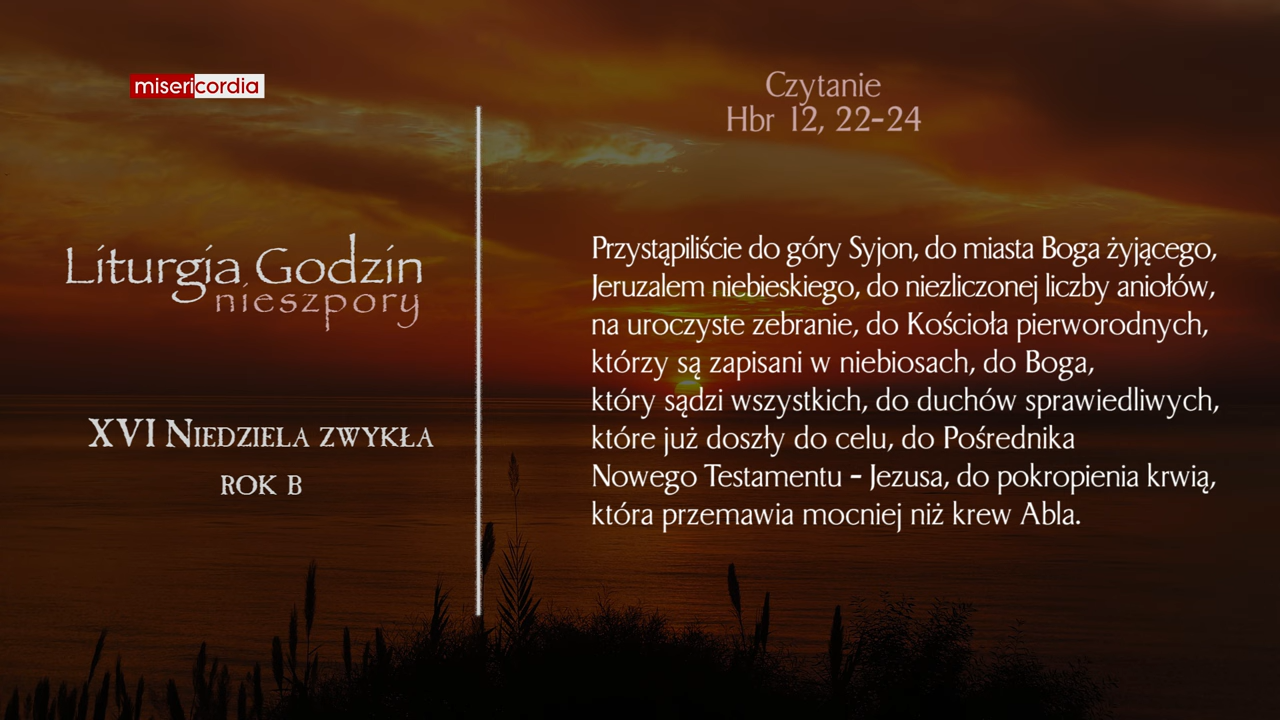 misericordia
Liturgia Godzin
nieszpory
XVI Niedziela zwykła
rok B
Czytanie
Hbr 12, 22-24
Przystąpiliście do góry Syjon, do miasta Boga żyjącego,
Jeruzalem niebieskiego, do niezliczonej liczby aniołów,
na uroczyste zebranie, do Kościoła pierworodnych,
którzy są zapisani w niebiosach, do Boga,
który sądzi wszystkich, do duchów sprawiedliwych,
które już doszły do celu, do Pośrednika
Nowego Testamentu - Jezusa, do pokropienia krwią,
która przemawia mocniej niż krew Abla.